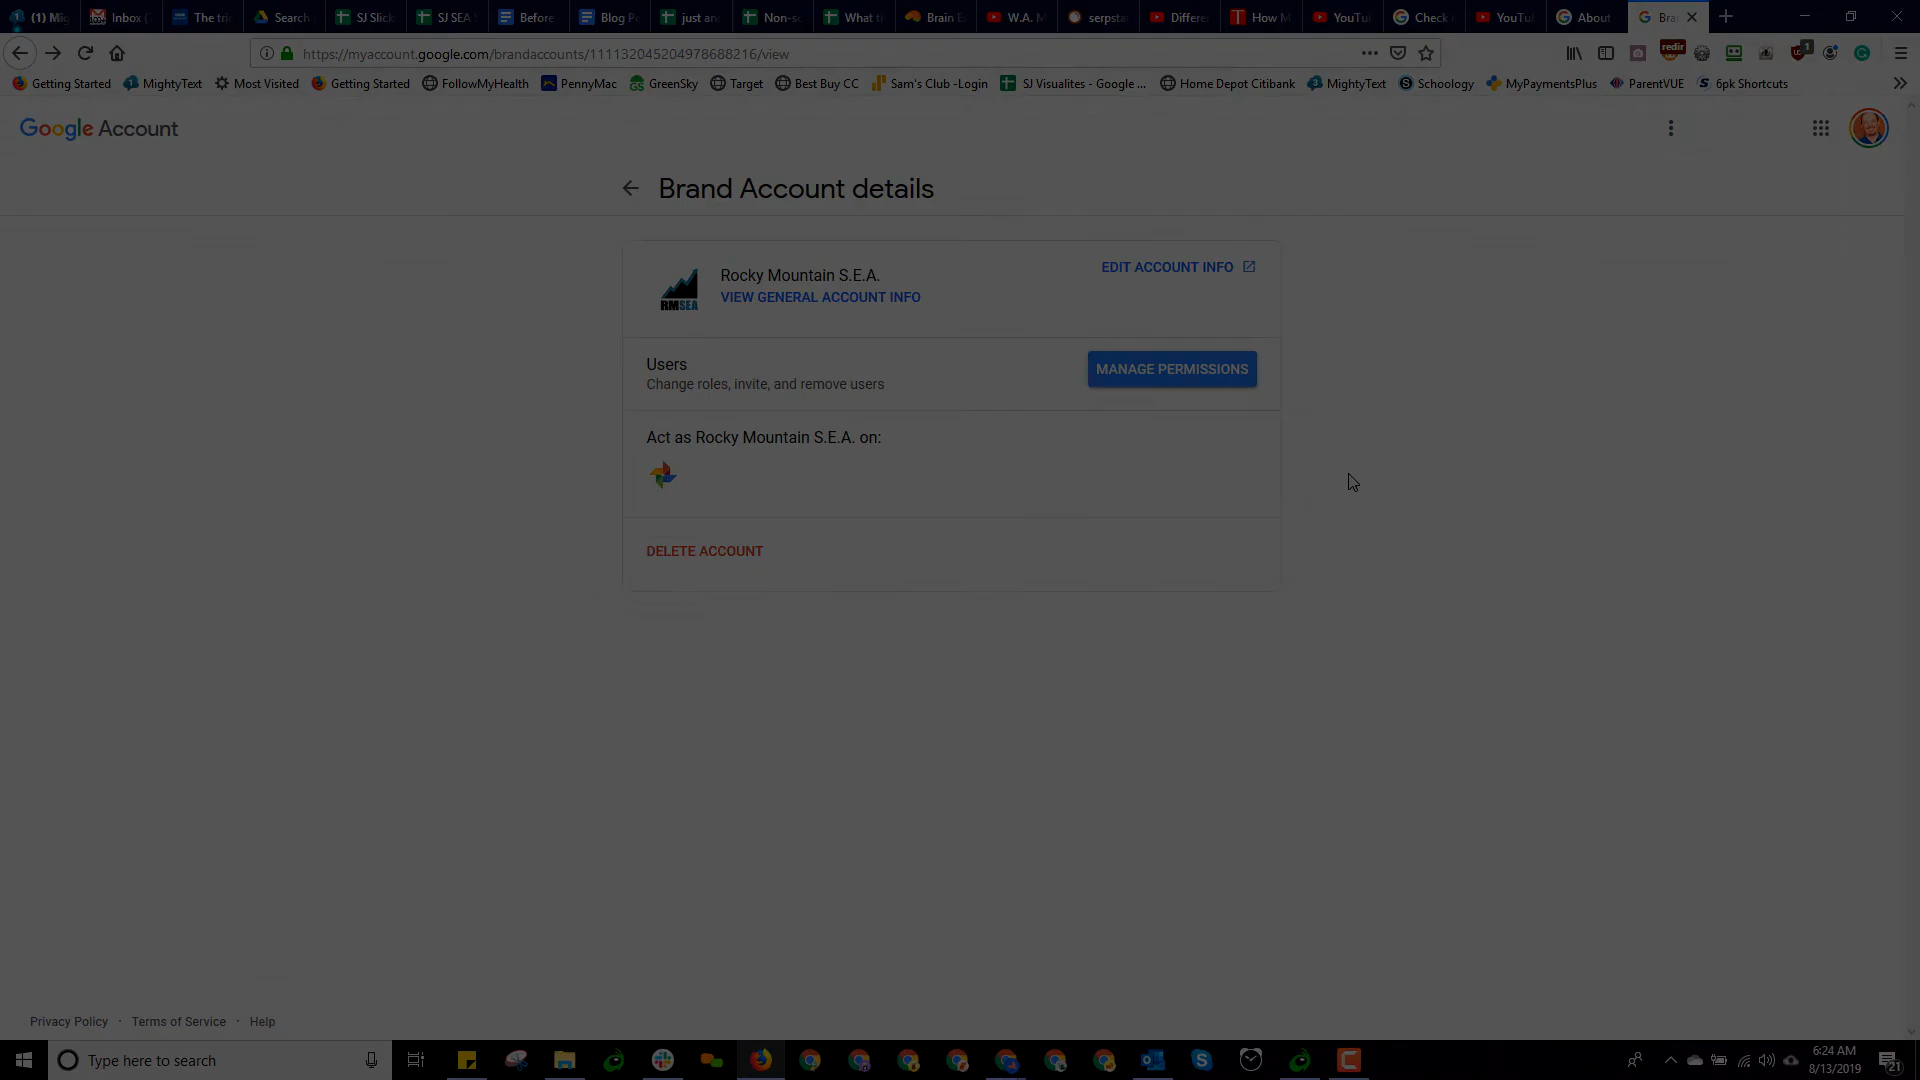 (1) Mi
Inbox (
The tri
Search
SJ Slick
SJ SEA
Before
Blog Po
just an
Non-s
What t
Brain E
W.A. M
serpsta
Differe
How M
YouTu
Check
YouTu
About
Bra
https://myaccount.google.com/brandaccounts/111132045204978688216/view
redir
1
Getting Started
MightyText
Most Visited
Getting Started
FollowMyHealth
PennyMac
GreenSky
Target
Best Buy CC
Sam's Club -Login
SJ Visualites - Google ...
Home Depot Citibank
MightyText
Schoology
MyPaymentsPlus
ParentVUE
6pk Shortcuts
Google Account
Brand Account details
Rocky Mountain S.E.A.
EDIT ACCOUNT INFO
VIEW GENERAL ACCOUNT INFO
RMSEA
Users
Change roles, invite, and remove users
MANAGE PERMISSIONS
Act as Rocky Mountain S.E.A. on:
DELETE ACCOUNT
Privacy Policy · Terms of Service · Help
Type here to search
6:24 AM
8/13/2019
21